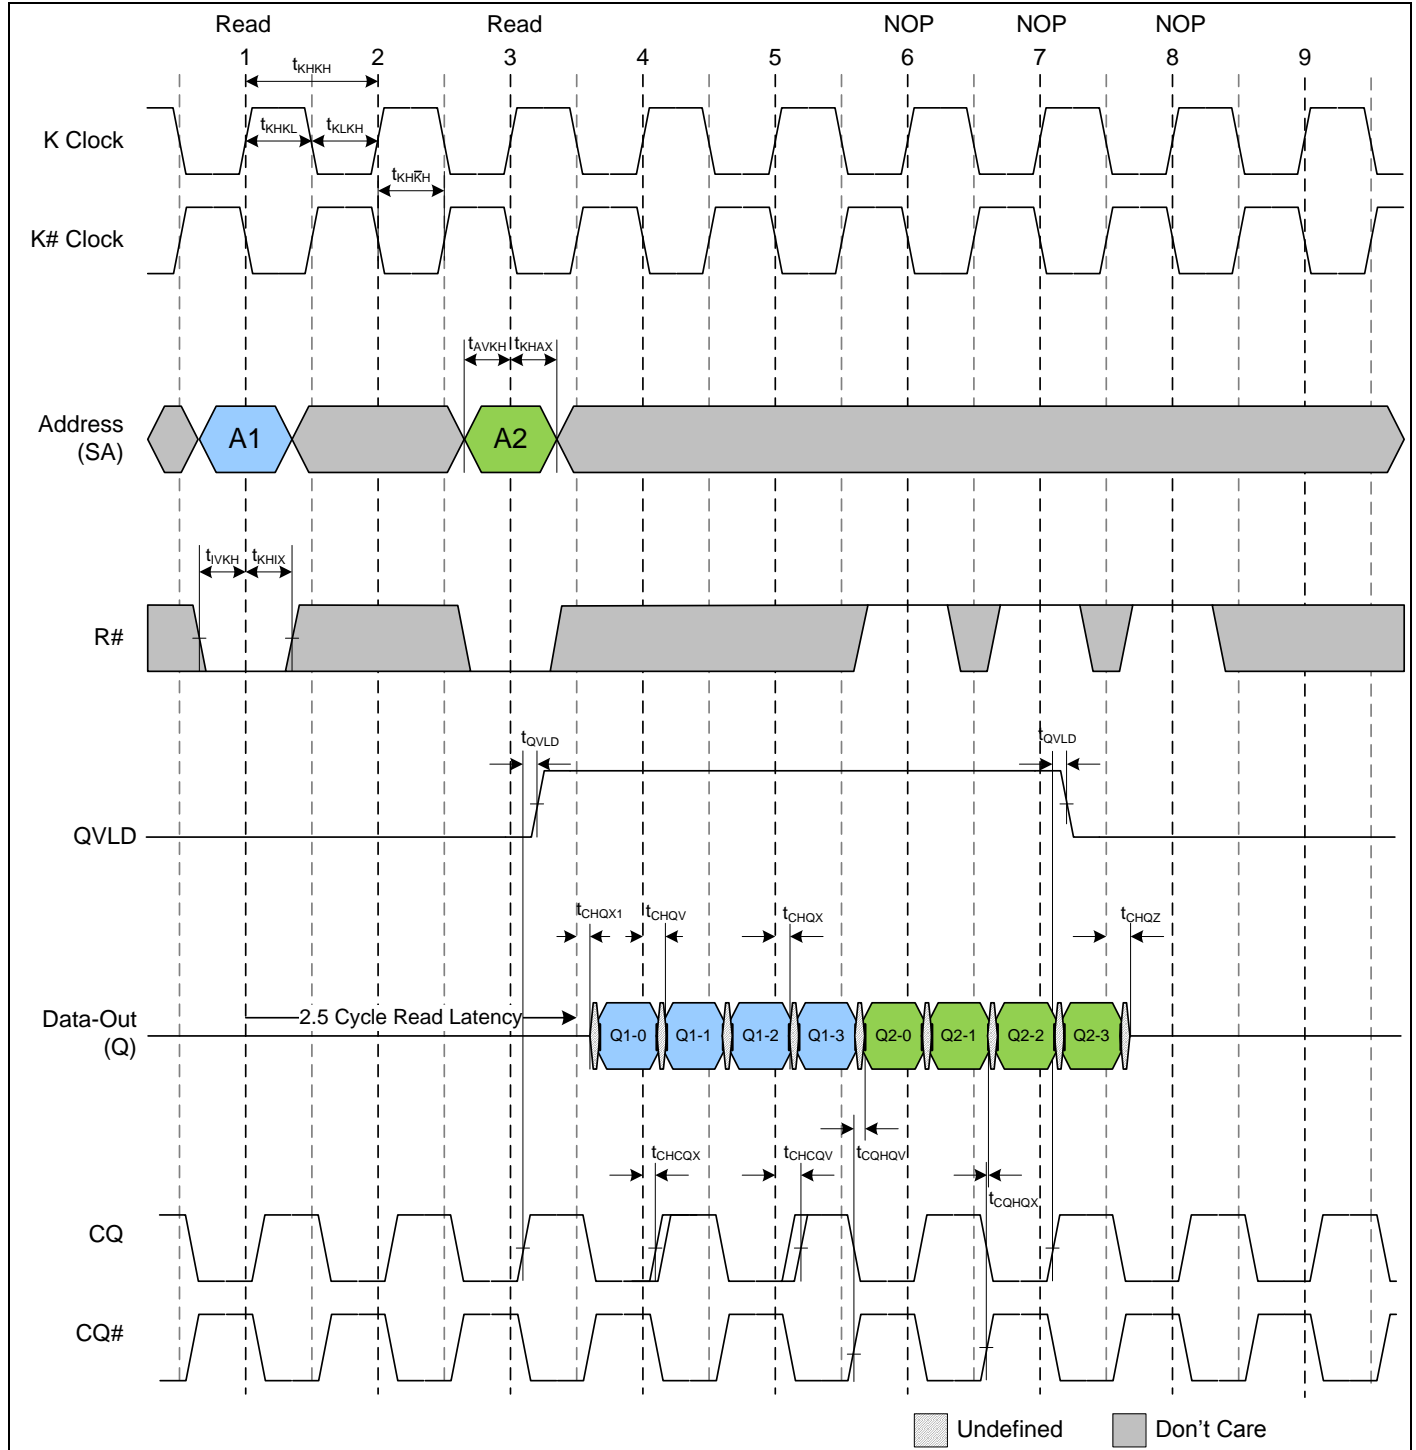 Read Read NOP NOP NOP
1 2 3 4 5 6 7 8 9
tKHKH
K Clock
tKHKL tKLKH
tKHK̅H
K# Clock
tAVKH tKHAX
Address
(SA)
A1 A2
tIVKH tKHIX
R#
tQVLD tQVLD
QVLD
tCHQX1 tCHQV tCHQX tCHQZ
Data-Out
(Q)
2.5 Cycle Read Latency
Q1-0 Q1-1 Q1-2 Q1-3 Q2-0 Q2-1 Q2-2 Q2-3
tCHCQX tCHCQV tCQHQV
tCQHQX
CQ
CQ#
Undefined Don't Care